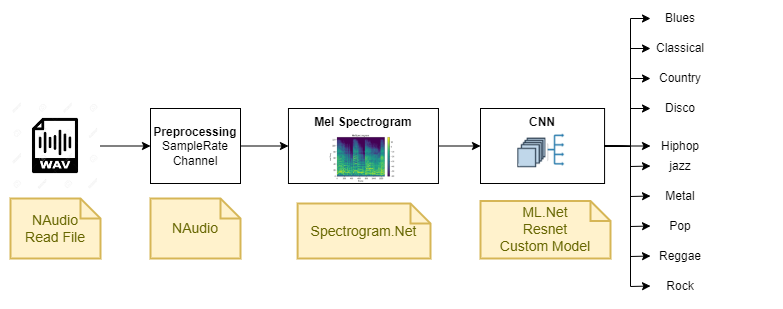 WAV
NAudio
Read File
Preprocessing
SampleRate
Channel
NAudio
Mel Spectrogram
Spectrogram.Net
CNN
ML.Net
Resnet
Custom Model
Blues
Classical
Country
Disco
Hiphop
jazz
Metal
Pop
Reggae
Rock